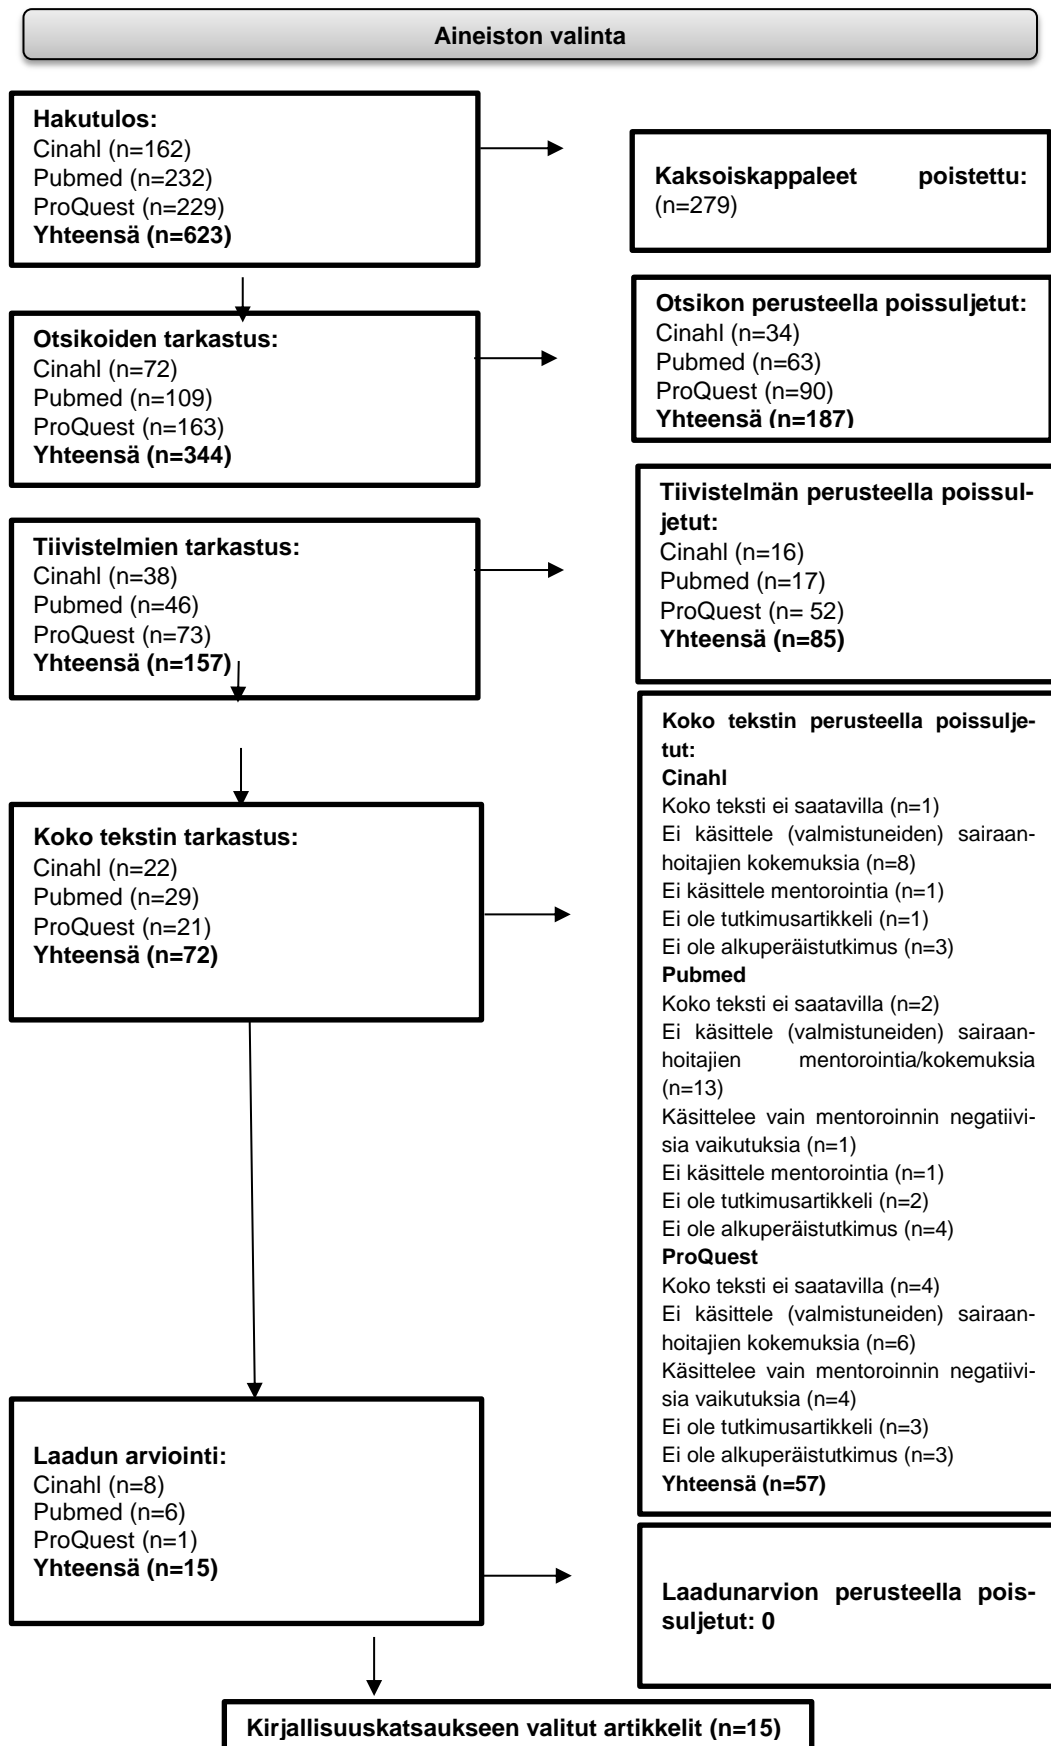 Aineiston valinta
Hakutulos:
Cinahl (n=162)
Pubmed (n=232)
ProQuest (n=229)
Yhteensä (n=623)
Kaksoiskappaleet poistettu:
(n=279)
Otsikoiden tarkastus:
Cinahl (n=72)
Pubmed (n=109)
ProQuest (n=163)
Yhteensä (n=344)
Otsikon perusteella poissuljetut:
Cinahl (n=34)
Pubmed (n=63)
ProQuest (n=90)
Yhteensä (n=187)
Tiivistelmien tarkastus:
Cinahl (n=38)
Pubmed (n=46)
ProQuest (n=73)
Yhteensä (n=157)
Tiivistelmän perusteella poissul-
jetut:
Cinahl (n=16)
Pubmed (n=17)
ProQuest (n= 52)
Yhteensä (n=85)
Koko tekstin tarkastus:
Cinahl (n=22)
Pubmed (n=29)
ProQuest (n=21)
Yhteensä (n=72)
Koko tekstin perusteella poissulje-
tut:
Cinahl
Koko teksti ei saatavilla (n=1)
Ei käsittele (valmistuneiden) sairaan-
hoitajien kokemuksia (n=8)
Ei käsittele mentorointia (n=1)
Ei ole tutkimusartikkeli (n=1)
Ei ole alkuperäistutkimus (n=3)
Pubmed
Koko teksti ei saatavilla (n=2)
Ei käsittele (valmistuneiden) sairaan-
hoitajien mentorointia/kokemuksia
(n=13)
Käsittelee vain mentoroinnin negatiivi-
sia vaikutuksia (n=1)
Ei käsittele mentorointia (n=1)
Ei ole tutkimusartikkeli (n=2)
Ei ole alkuperäistutkimus (n=4)
ProQuest
Koko teksti ei saatavilla (n=4)
Ei käsittele (valmistuneiden) sairaan-
hoitajien kokemuksia (n=6)
Käsittelee vain mentoroinnin negatiivi-
sia vaikutuksia (n=4)
Ei ole tutkimusartikkeli (n=3)
Ei ole alkuperäistutkimus (n=3)
Yhteensä (n=57)
Laadun arviointi:
Cinahl (n=8)
Pubmed (n=6)
ProQuest (n=1)
Yhteensä (n=15)
Laadunarvion perusteella pois-
suljetut: 0
Kirjallisuuskatsaukseen valitut artikkelit (n=15)